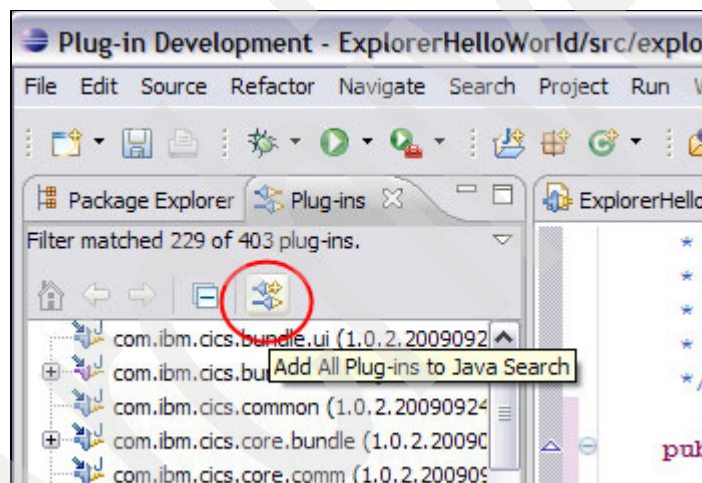 Plug-in Development - ExplorerHelloWorld/src/explo
File Edit Source Refactor Navigate Search Project Run
Package Explorer Plug-ins ExplorerHello
Filter matched 229 of 403 plug-ins.
com.ibm.cics.bundle.ui (1.0.2.2009092
com.ibm.cics.bu
Add All Plug-ins to Java Search
com.ibm.cics.common (1.0.2.20090924
com.ibm.cics.core.bundle (1.0.2.20090
com.ibm.cics.core.comm (1.0.2.200909
*
*
*
*
*/
pub